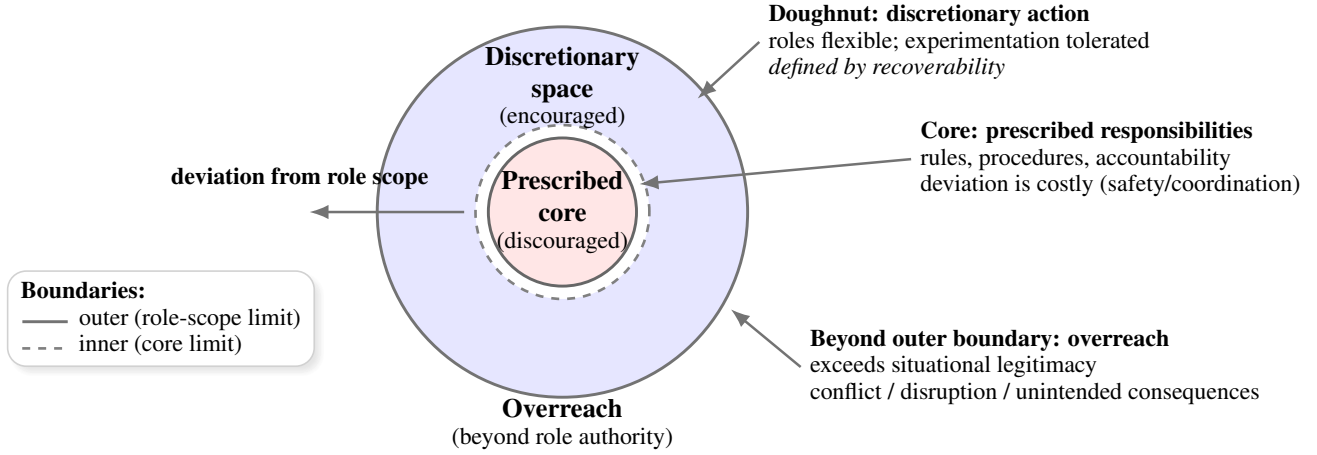 Doughnut: discretionary action
roles flexible; experimentation tolerated
defined by recoverability
Discretionary
space
(encouraged)
Core: prescribed responsibilities
rules, procedures, accountability
deviation is costly (safety/coordination)
deviation from role scope
Prescribed
core
(discouraged)
Boundaries:
outer (role-scope limit)
inner (core limit)
Beyond outer boundary: overreach
exceeds situational legitimacy
conflict / disruption / unintended consequences
Overreach
(beyond role authority)